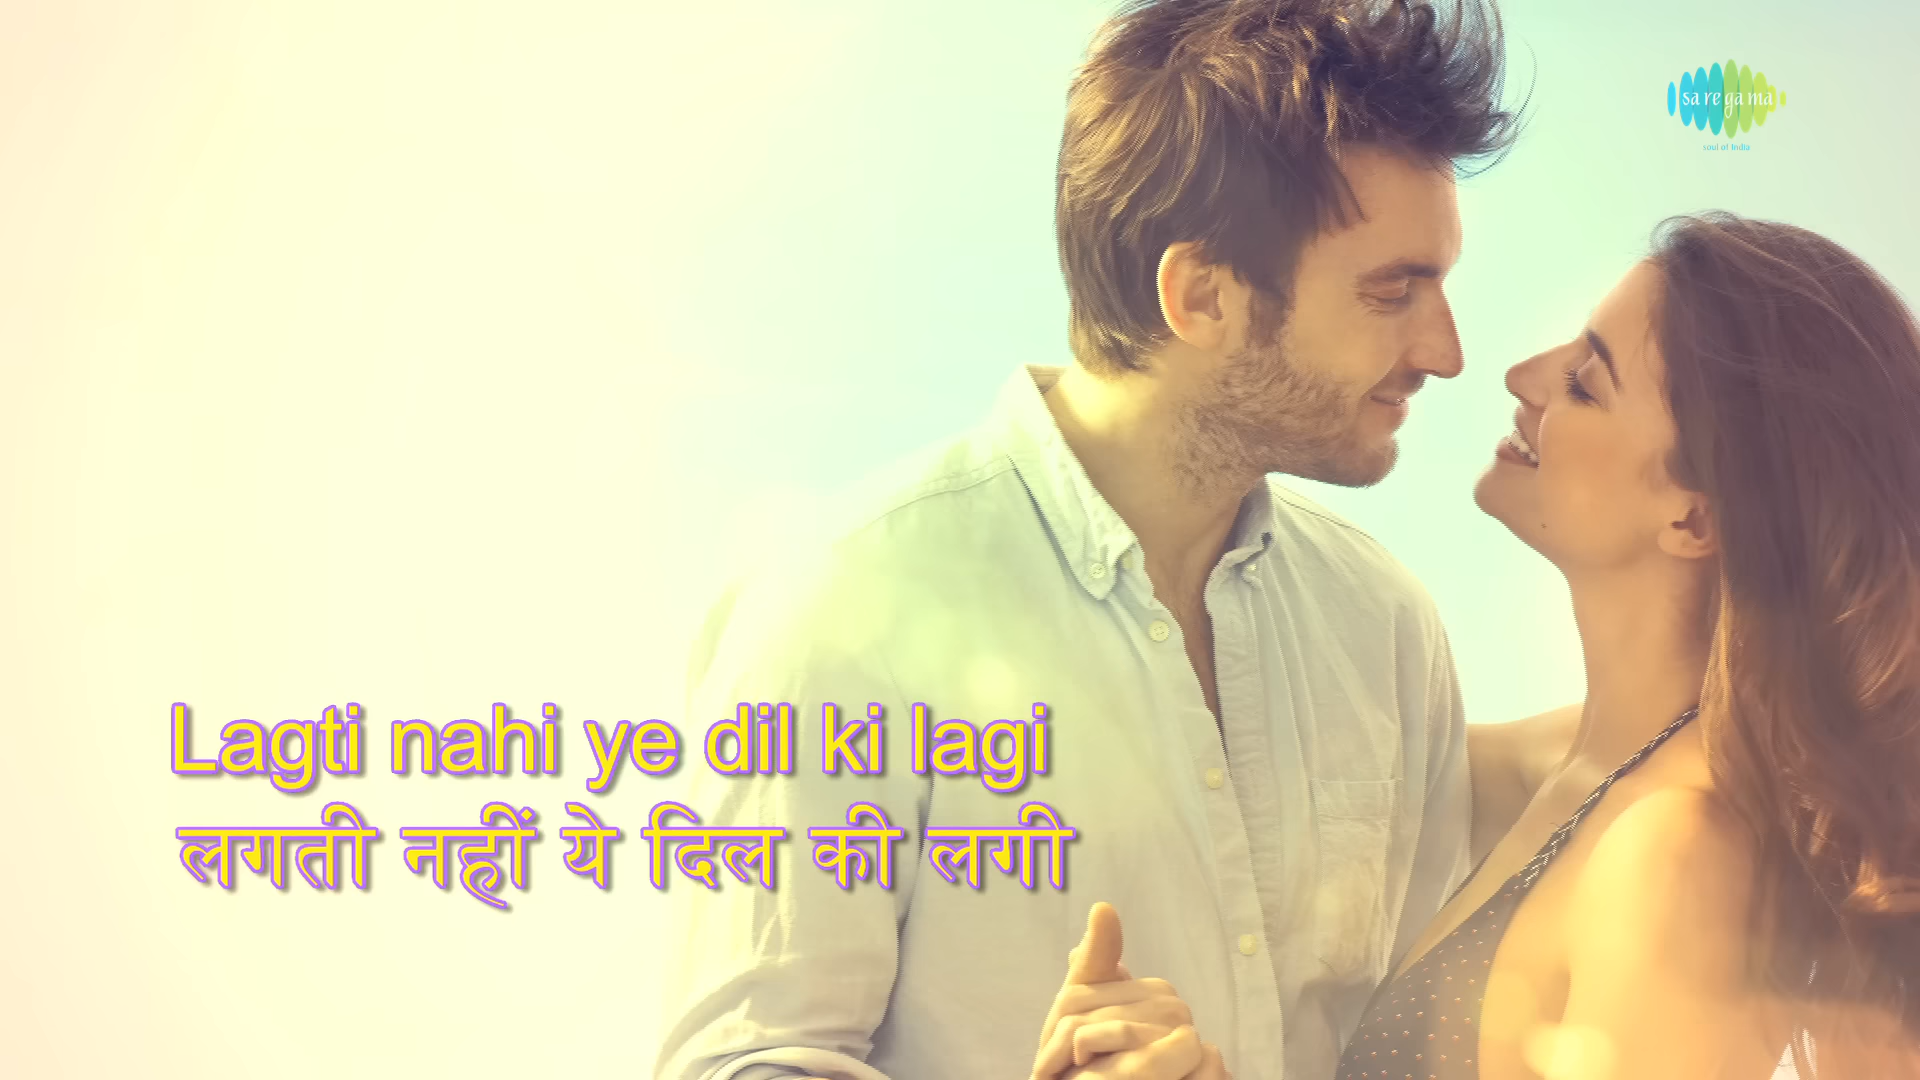 sa re ga ma
soul of India
Lagti nahi ye dil ki lagi
लगती नहीं ये दिल की लगी